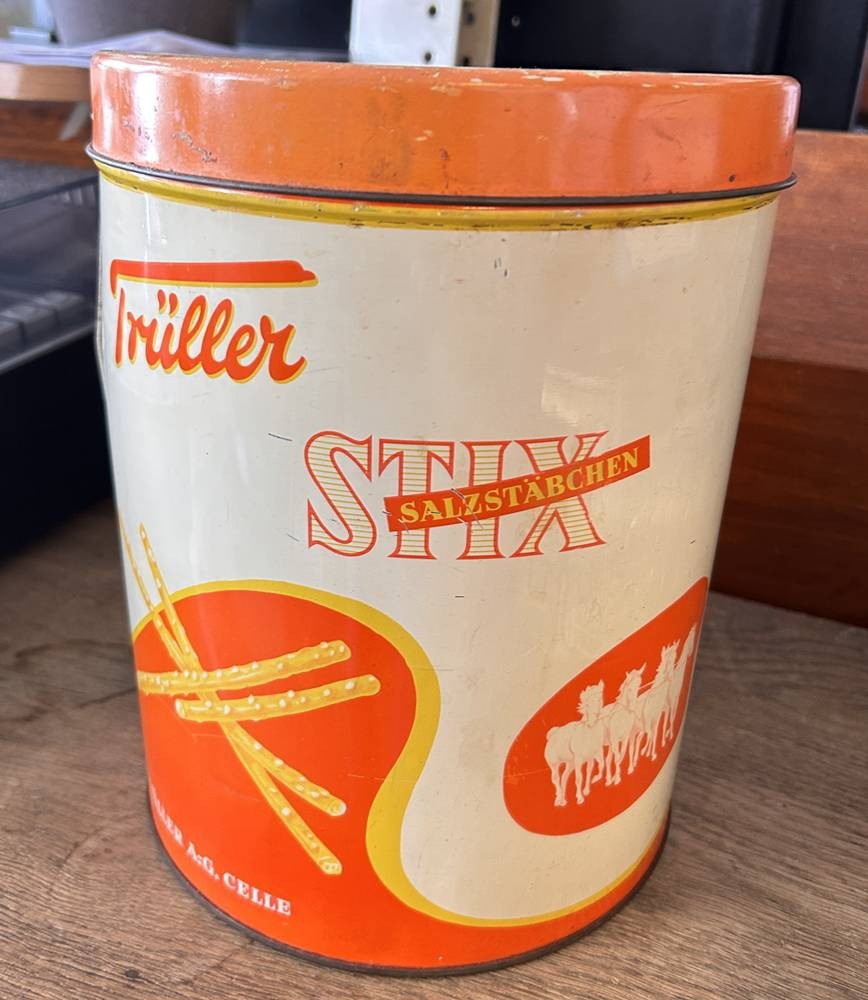 Trüller
STIX
SALZSTÄBCHEN
A.G. CELLE